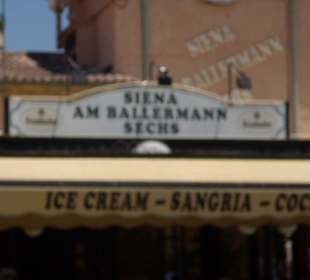 SIENA
BALLERMANN
SIENA
AM BALLERMANN
SECHS
ICE CREAM – SANGRIA – COC